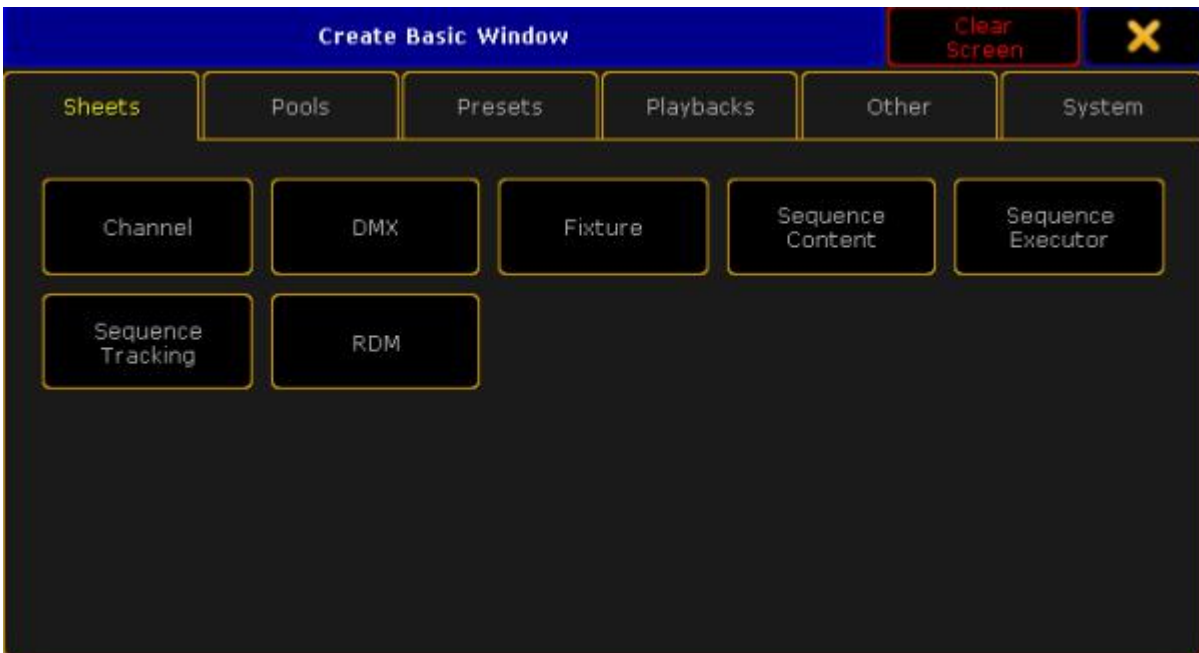 Create Basic Window
Clear
Screen
Sheets
Pools
Presets
Playbacks
Other
System
Channel
DMX
Fixture
Sequence
Content
Sequence
Executor
Sequence
Tracking
RDM